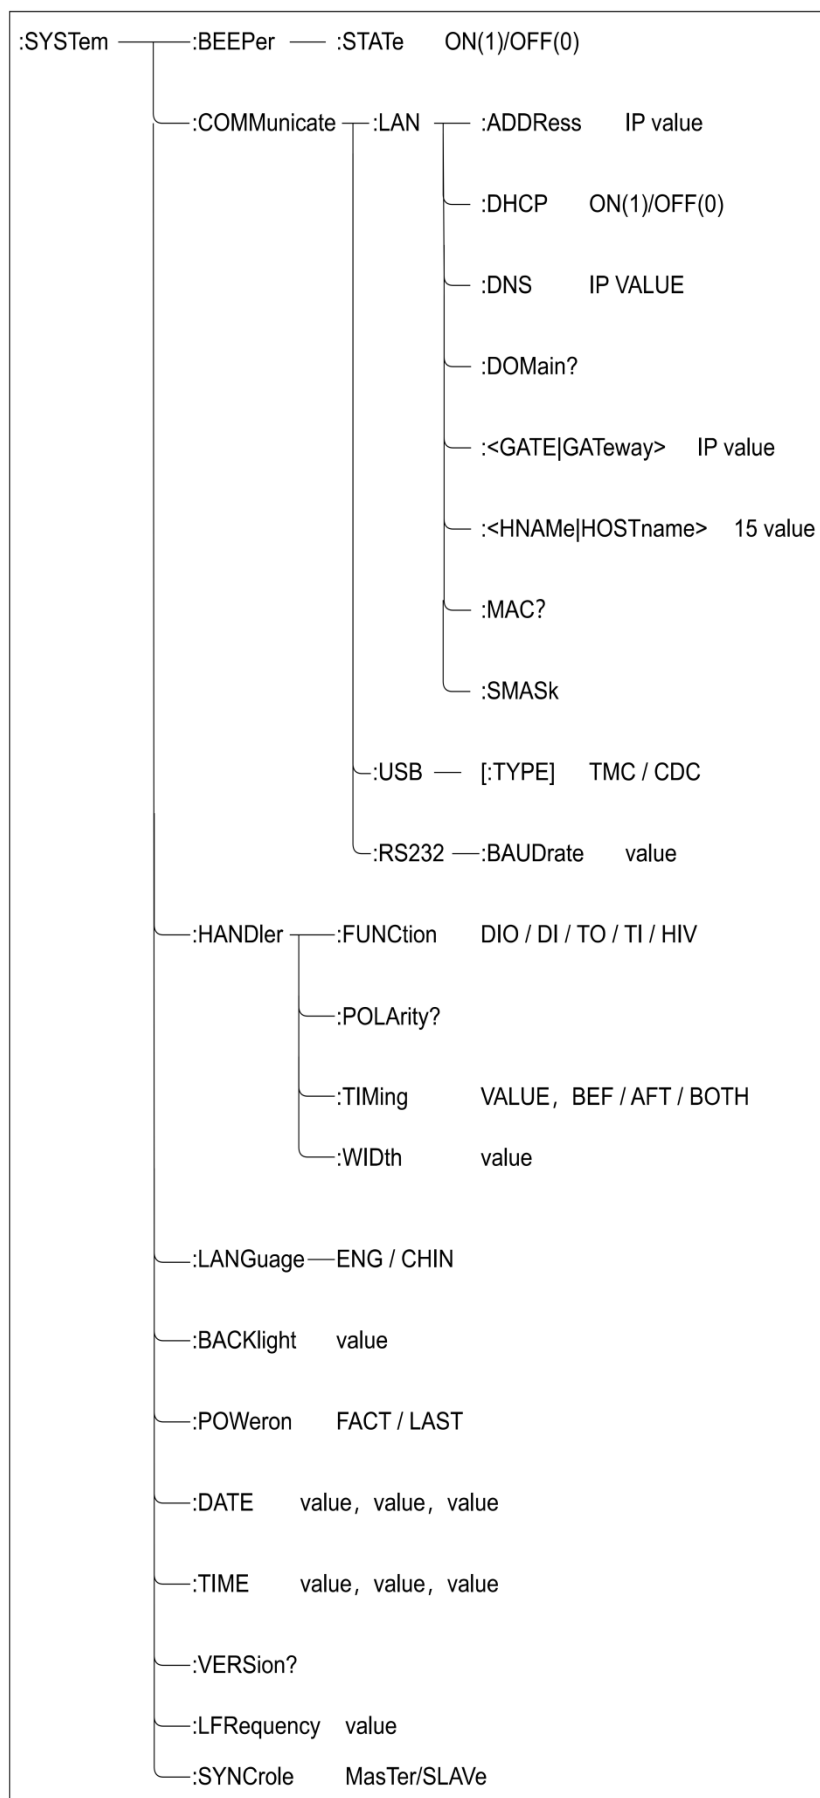 :SYSTem :BEEPer :STATe ON(1)/OFF(0)
:COMMunicate :LAN :ADDRess IP value
:DHCP ON(1)/OFF(0)
:DNS IP VALUE
:DOMain?
:<GATE|GATeway> IP value
:<HNAMe|HOSTname> 15 value
:MAC?
:SMASk
:USB [:TYPE] TMC / CDC
:RS232 :BAUDrate value
:HANDler :FUNCtion DIO / DI / TO / TI / HIV
:POLArity?
:TIMing VALUE, BEF / AFT / BOTH
:WIDth value
:LANGuage ENG / CHIN
:BACKlight value
:POWeron FACT / LAST
:DATE value, value, value
:TIME value, value, value
:VERSion?
:LFRequency value
:SYNCrole MasTer/SLAVe